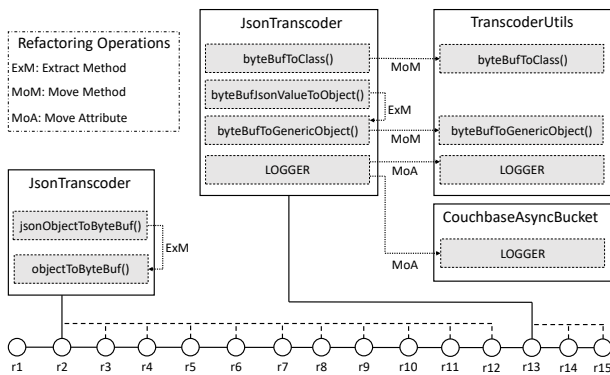 Refactoring Operations
ExM: Extract Method
MoM: Move Method
MoA: Move Attribute
JsonTranscoder
byteBufToClass()
byteBufJsonValueToObject()
byteBufToGenericObject()
LOGGER
MoM
ExM
MoM
MoA
MoA
TranscoderUtils
byteBufToClass()
byteBufToGenericObject()
LOGGER
CouchbaseAsyncBucket
LOGGER
JsonTranscoder
jsonObjectToByteBuf()
ExM
objectToByteBuf()
r1 r2 r3 r4 r5 r6 r7 r8 r9 r10 r11 r12 r13 r14 r15